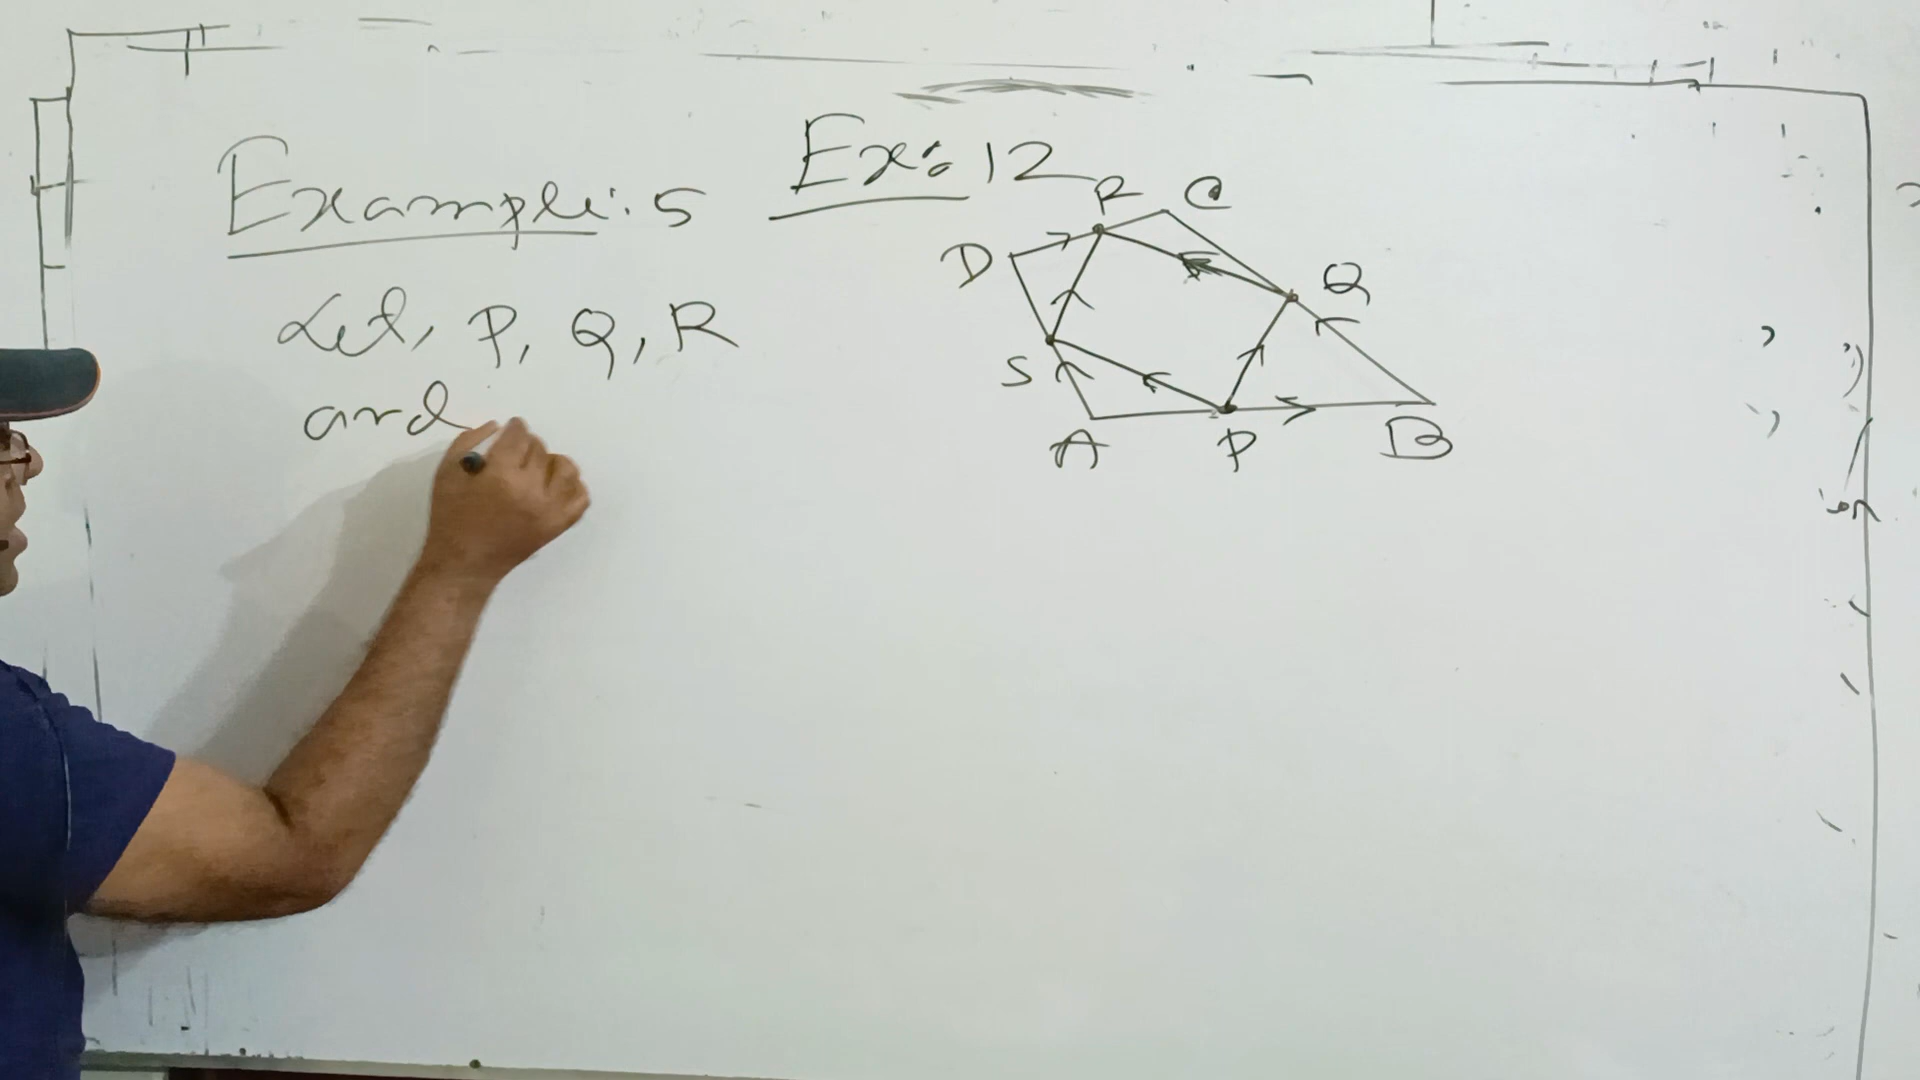 Example: 5
Ex: 12
Let, P, Q, R
and
R C
D
Q
S
A P B